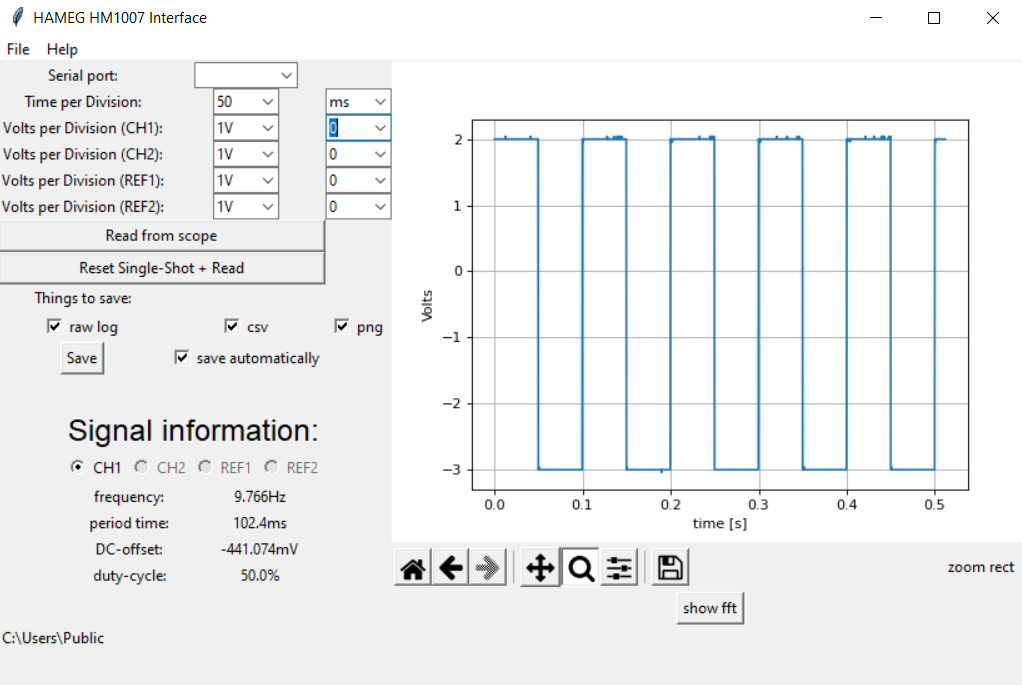 HAMEG HM1007 Interface
File Help
Serial port:
Time per Division: 50 ms
Volts per Division (CH1): 1V 0
Volts per Division (CH2): 1V 0
Volts per Division (REF1): 1V 0
Volts per Division (REF2): 1V 0
Read from scope
Reset Single-Shot + Read
Things to save:
raw log csv png
Save save automatically
Signal information:
CH1 CH2 REF1 REF2
frequency: 9.766Hz
period time: 102.4ms
DC-offset: -441.074mV
duty-cycle: 50.0%
C:\Users\Public
2
1
0
−1
−2
−3
Volts
0.0 0.1 0.2 0.3 0.4 0.5
time [s]
zoom rect
show fft